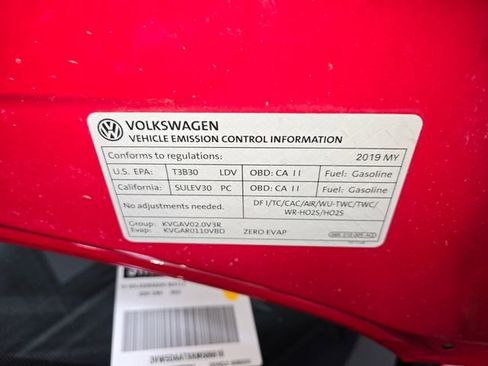 VOLKSWAGEN
VEHICLE EMISSION CONTROL INFORMATION
Conforms to regulations: 2019 MY
U.S. EPA: T3B30 LDV OBD: CA II Fuel: Gasoline
California: SULEV30 PC OBD: CA II Fuel: Gasoline
No adjustments needed. DFI/TC/CAC/AIR/WU-TWC/TWC/
WR-HO2S/HO2S
Group: KVGAV02.0V3R
Evap: KVGAR0110VBD ZERO EVAP